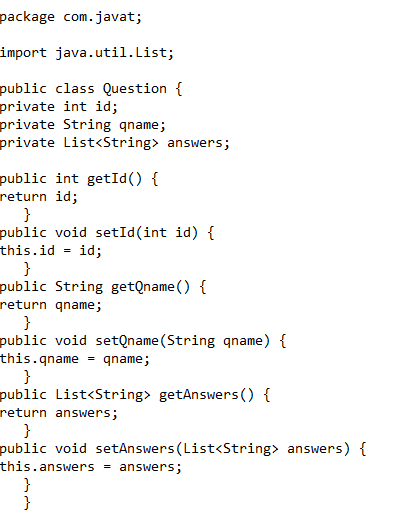 package com.javat;

import java.util.List;

public class Question {
private int id;
private String qname;
private List<String> answers;

public int getId() {
return id;
   }
public void setId(int id) {
this.id = id;
   }
public String getQname() {
return qname;
   }
public void setQname(String qname) {
this.qname = qname;
   }
public List<String> getAnswers() {
return answers;
   }
public void setAnswers(List<String> answers) {
this.answers = answers;
   }
   }